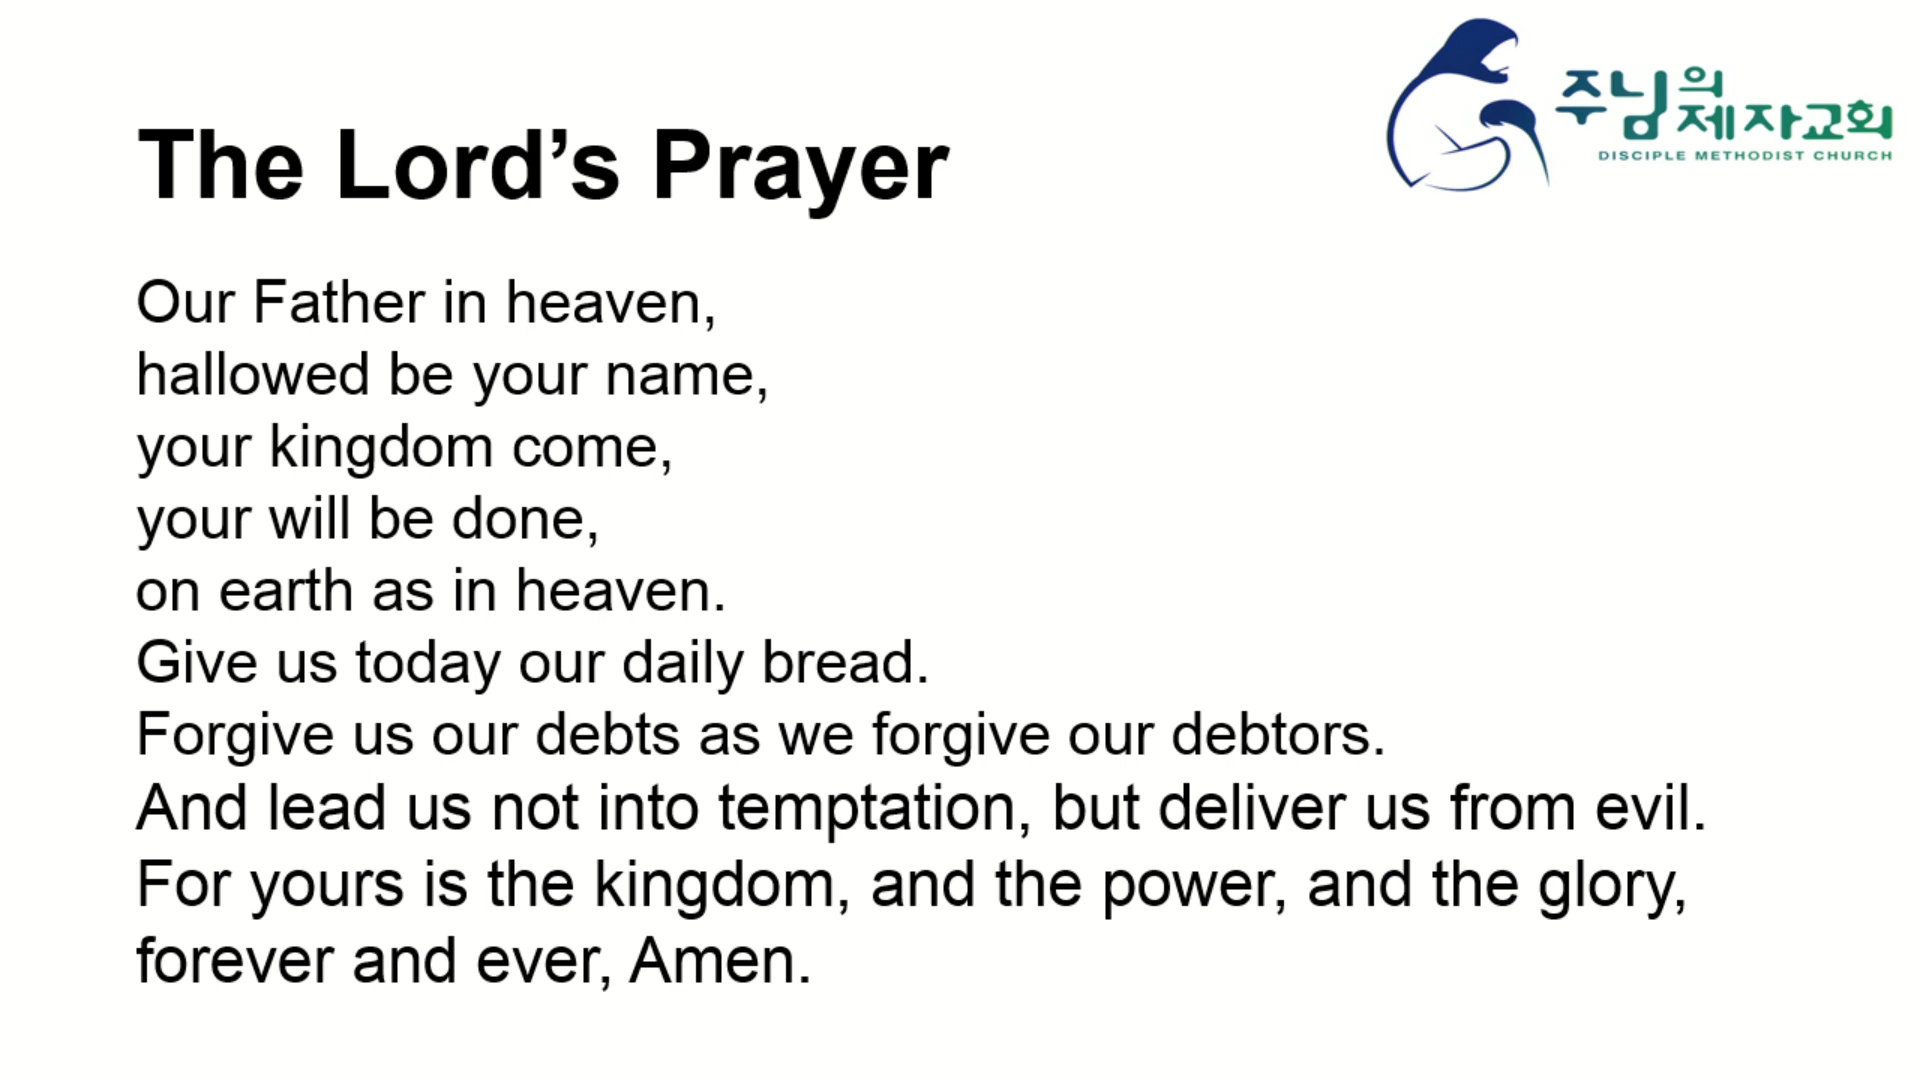 주님의
제자교회
DISCIPLE METHODIST CHURCH
The Lord’s Prayer
Our Father in heaven,
hallowed be your name,
your kingdom come,
your will be done,
on earth as in heaven.
Give us today our daily bread.
Forgive us our debts as we forgive our debtors.
And lead us not into temptation, but deliver us from evil.
For yours is the kingdom, and the power, and the glory,
forever and ever, Amen.